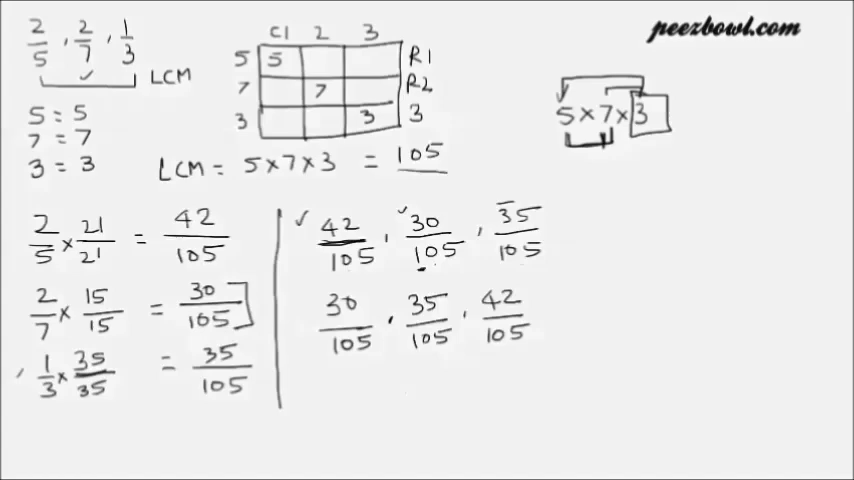 peezbowl.com
2/5 , 2/7 , 1/3
LCM
5 = 5
7 = 7
3 = 3
C1 2 3
5 5 R1
7 7 R2
3 3 3
LCM = 5 × 7 × 3 = 105
5 × 7 × 3
2/5 × 21/21 = 42/105
2/7 × 15/15 = 30/105
1/3 × 35/35 = 35/105
42/105 , 30/105 , 35/105
30/105 , 35/105 , 42/105